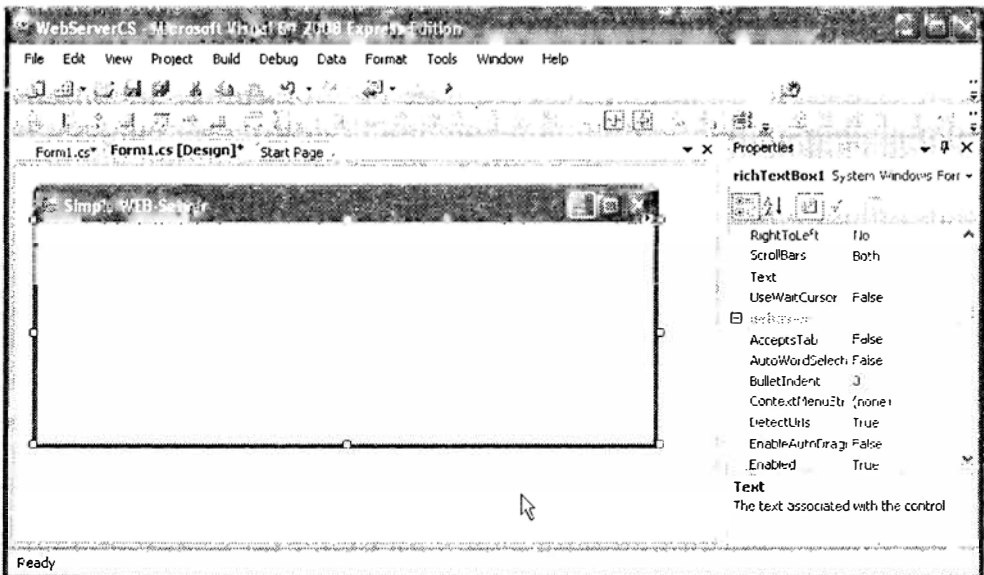 WebServerCS - Microsoft Visual C# 2008 Express Edition
File Edit View Project Build Debug Data Format Tools Window Help
Form1.cs* Form1.cs [Design]* Start Page
Simple WEB-Server
Properties
richTextBox1 System.Windows.Forr
RightToLeft No
ScrollBars Both
Text
UseWaitCursor False
AcceptsTab False
AutoWordSelecti False
BulletIndent
ContextMenuStr (none)
DetectUrls True
EnableAutoDragi False
Enabled True
Text
The text associated with the control
Ready